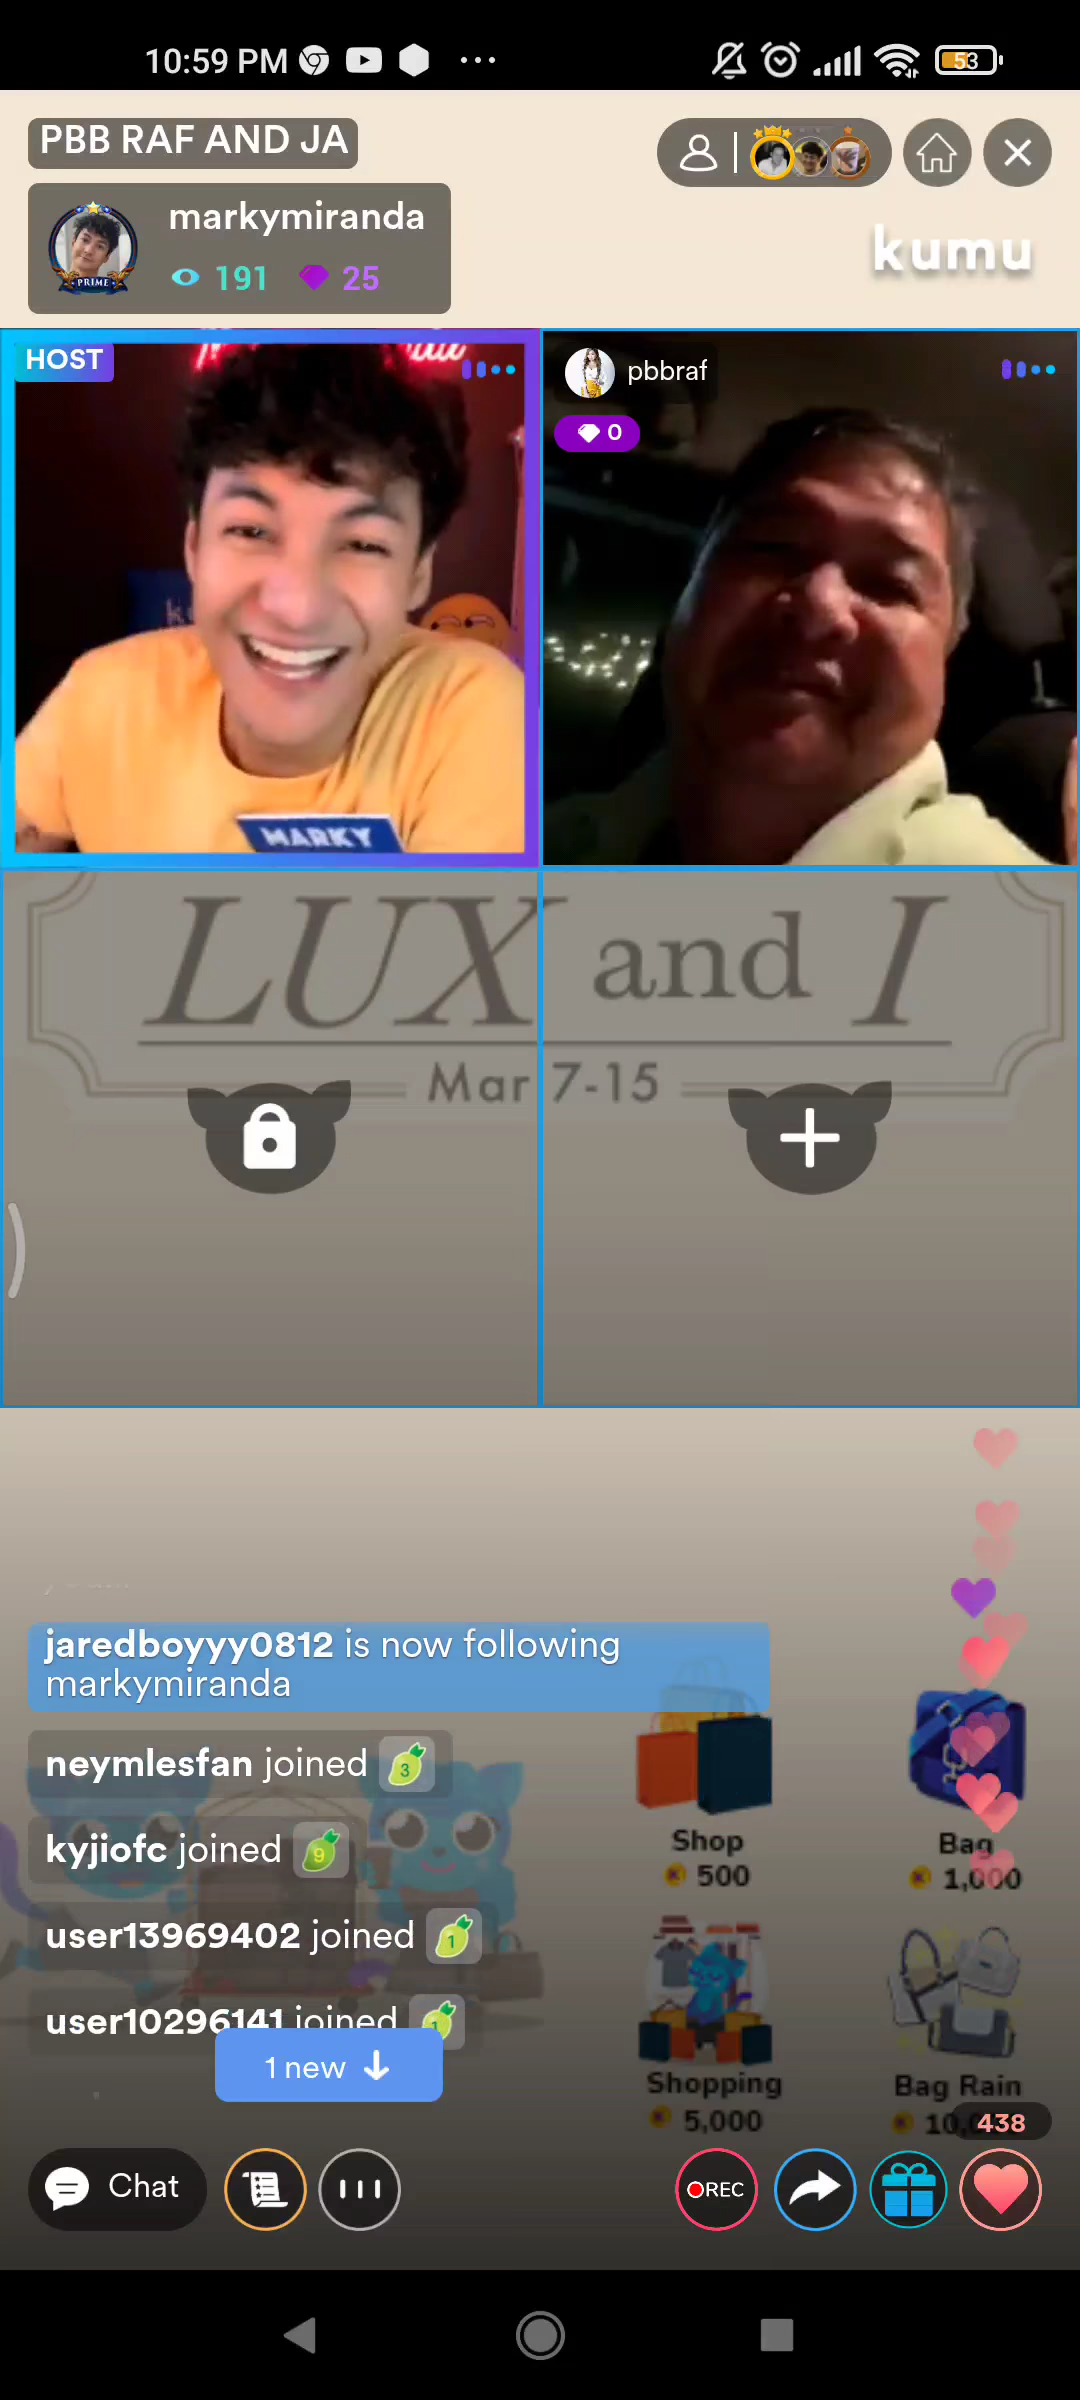 10:59 PM
53
PBB RAF AND JA
markymiranda
191 25
PRIME
kumu
HOST
pbbraf
0
MARKY
LUX and I
Mar 7-15
jaredboyyy0812 is now following
markymiranda
neymlesfan joined 3
kyjiofc joined 9
user13969402 joined 1
user10296141 joined 1
1 new
Shop
500
Bag
1,000
Shopping
5,000
Bag Rain
438
Chat
REC